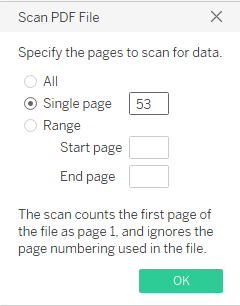 Scan PDF File
Specify the pages to scan for data.
All
Single page 53
Range
Start page
End page
The scan counts the first page of
the file as page 1, and ignores the
page numbering used in the file.
OK